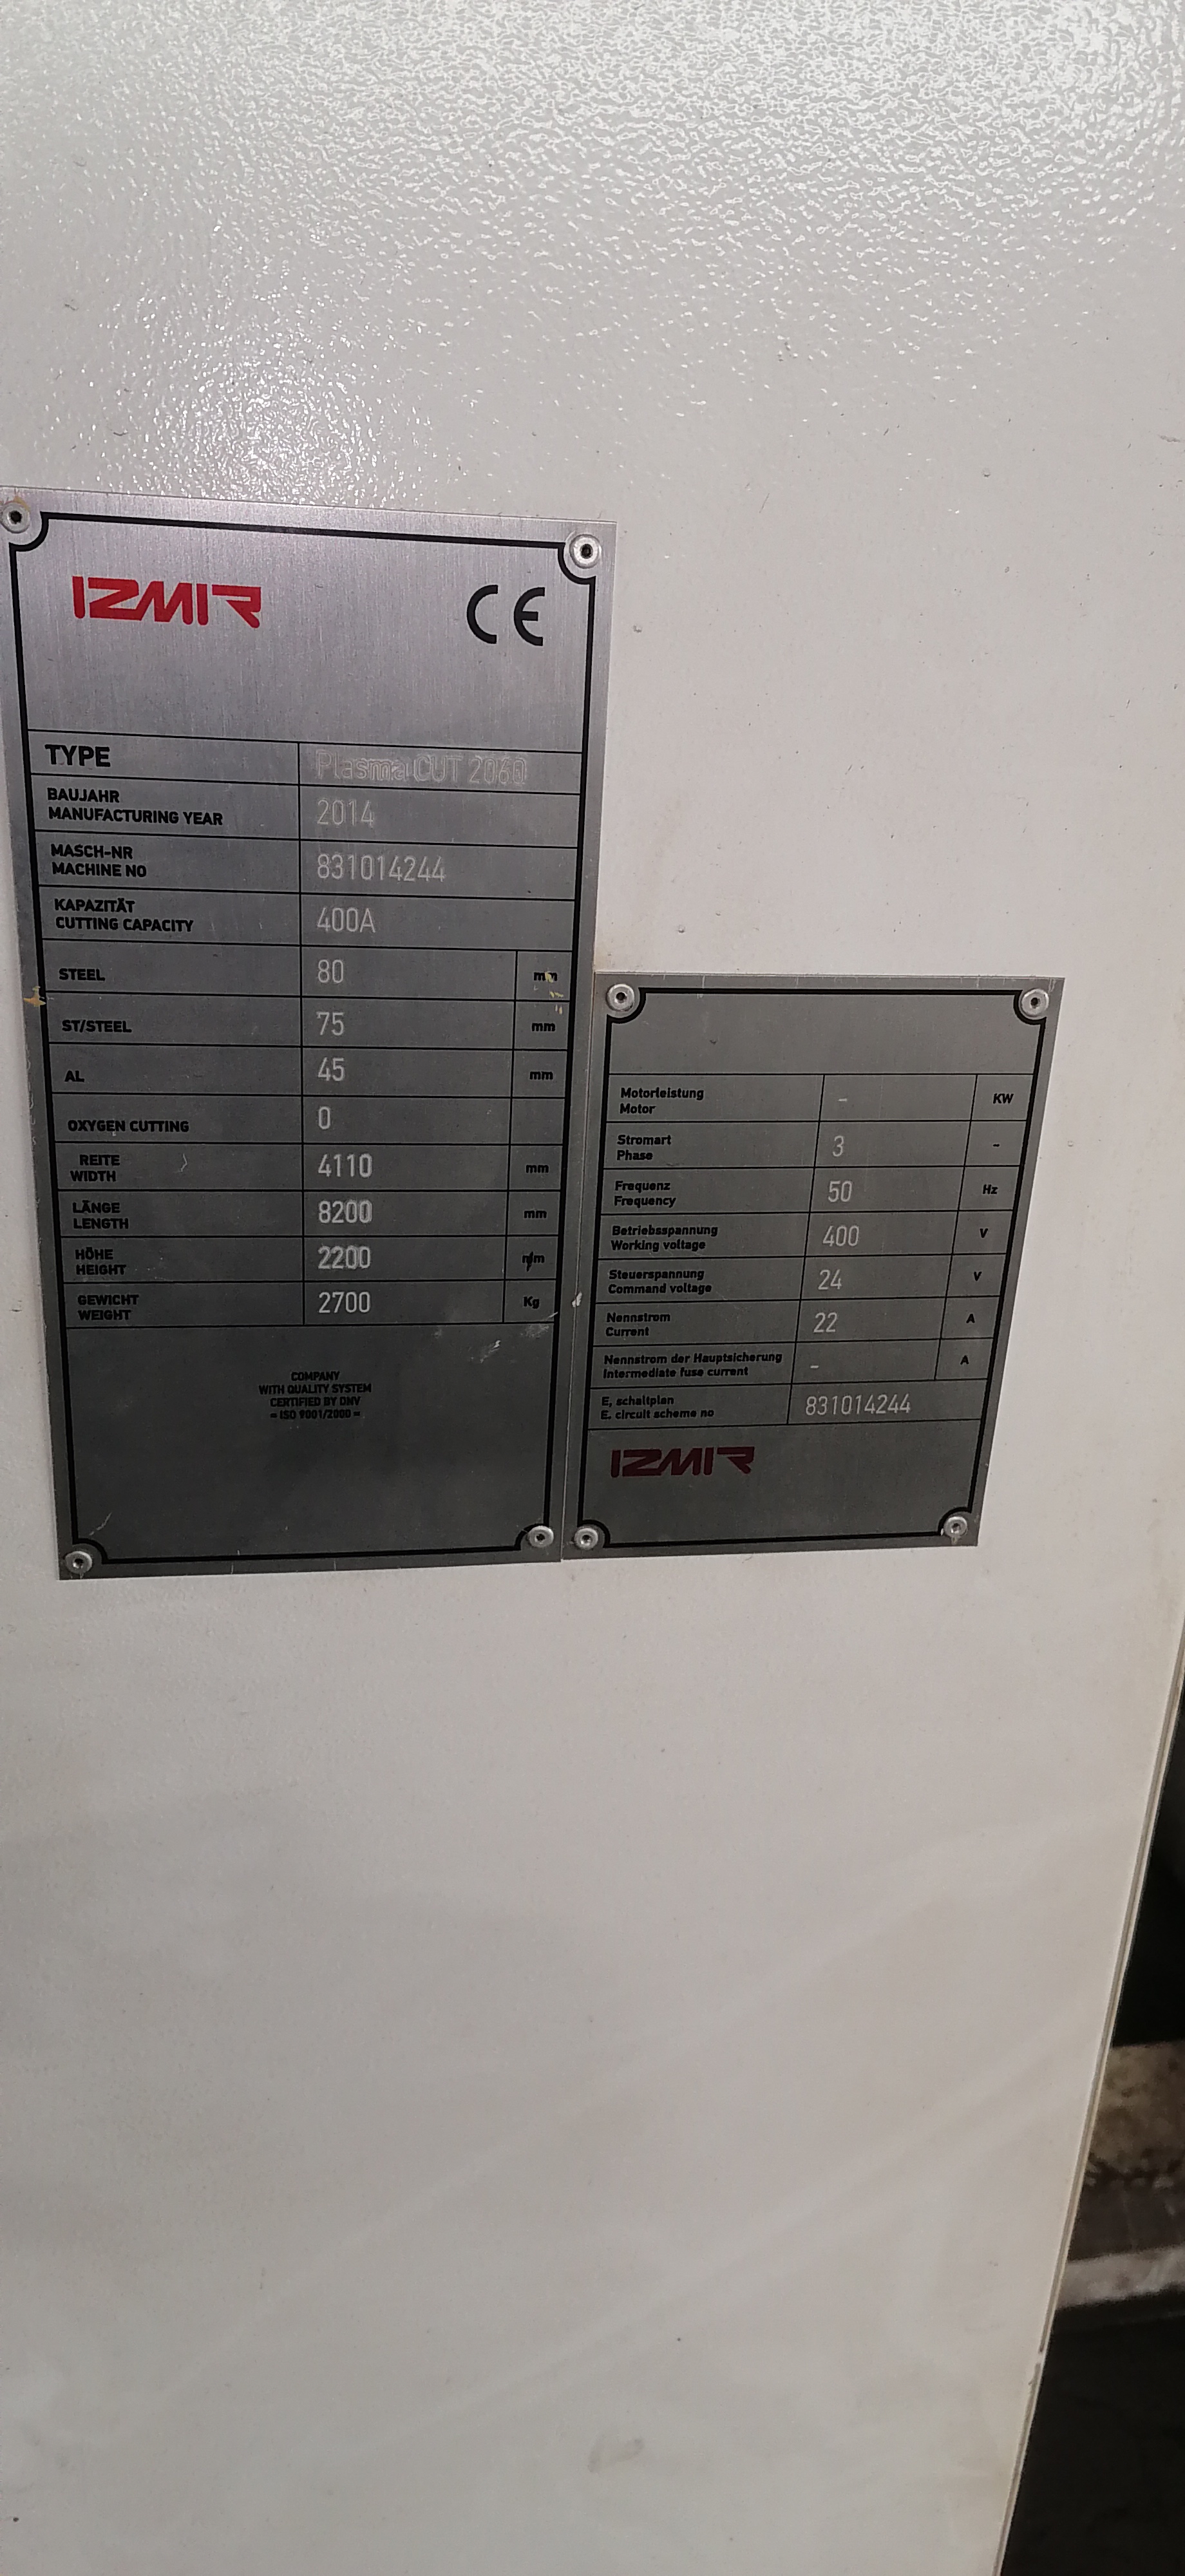 IZMIR
CE
TYPE Plasma CUT 2060
BAUJAHR
MANUFACTURING YEAR 2014
MASCH-NR
MACHINE NO 831014244
KAPAZITÄT
CUTTING CAPACITY 400A
STEEL 80 mm
ST/STEEL 75 mm
AL 45 mm
OXYGEN CUTTING 0
REITE
WIDTH 4110 mm
LÄNGE
LENGTH 8200 mm
HÖHE
HEIGHT 2200 mm
GEWICHT
WEIGHT 2700 Kg
COMPANY
WITH QUALITY SYSTEM
CERTIFIED BY DNV
= ISO 9001/2000 =
Motorleistung
Motor - KW
Stromart
Phase 3 -
Frequenz
Frequency 50 Hz
Betriebsspannung
Working voltage 400 V
Steuerspannung
Command voltage 24 V
Nennstrom
Current 22 A
Nennstrom der Hauptsicherung
Intermediate fuse current - A
E, schaltplan
E. circuit scheme no 831014244
IZMIR